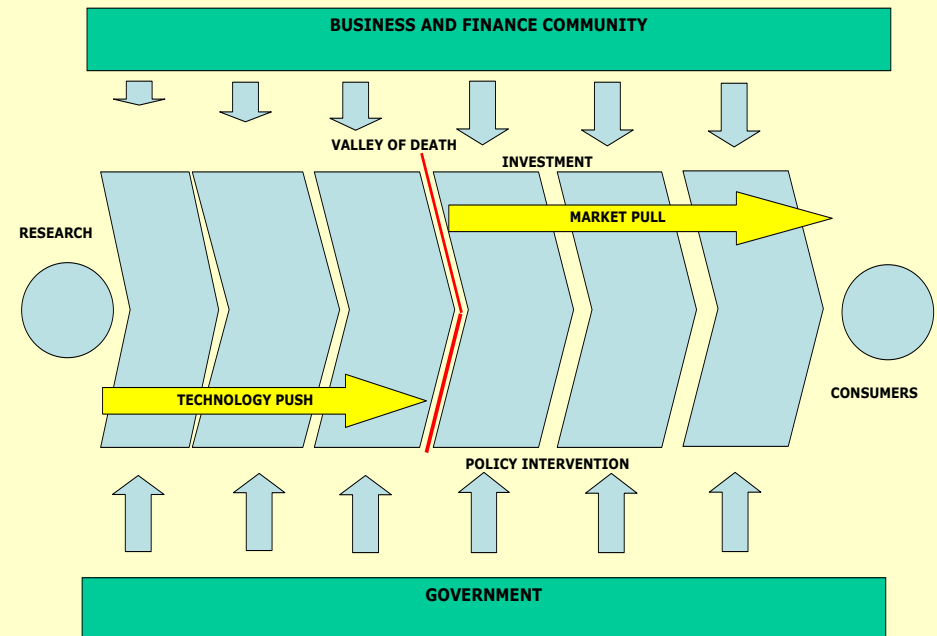 BUSINESS AND FINANCE COMMUNITY
VALLEY OF DEATH
INVESTMENT
MARKET PULL
RESEARCH
TECHNOLOGY PUSH
CONSUMERS
POLICY INTERVENTION
GOVERNMENT